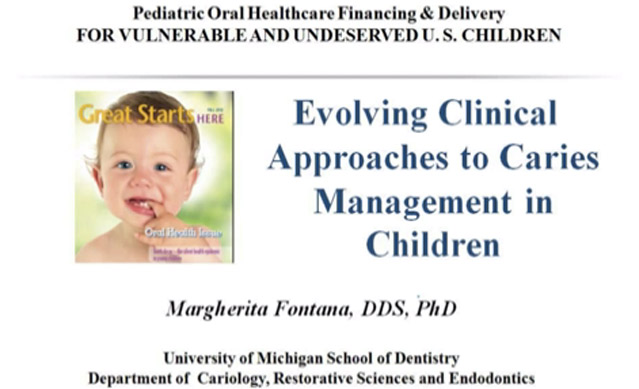 Pediatric Oral Healthcare Financing & Delivery
FOR VULNERABLE AND UNDESERVED U. S. CHILDREN
Great Starts
HERE
Oral Health Issue
Evolving Clinical
Approaches to Caries
Management in
Children
Margherita Fontana, DDS, PhD
University of Michigan School of Dentistry
Department of Cariology, Restorative Sciences and Endodontics